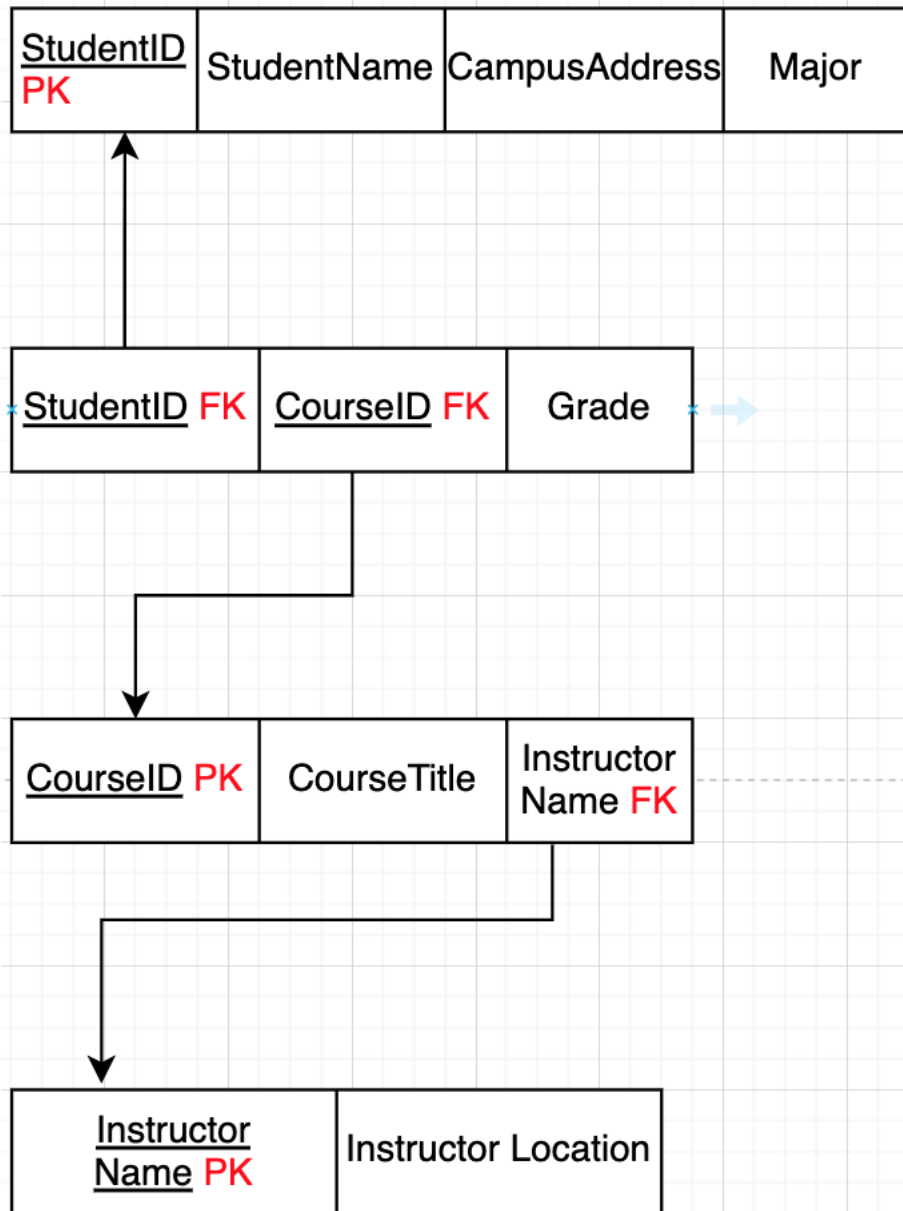 StudentID
PK
StudentName
CampusAddress
Major
StudentID FK
CourseID FK
Grade
CourseID PK
CourseTitle
Instructor
Name FK
Instructor
Name PK
Instructor Location